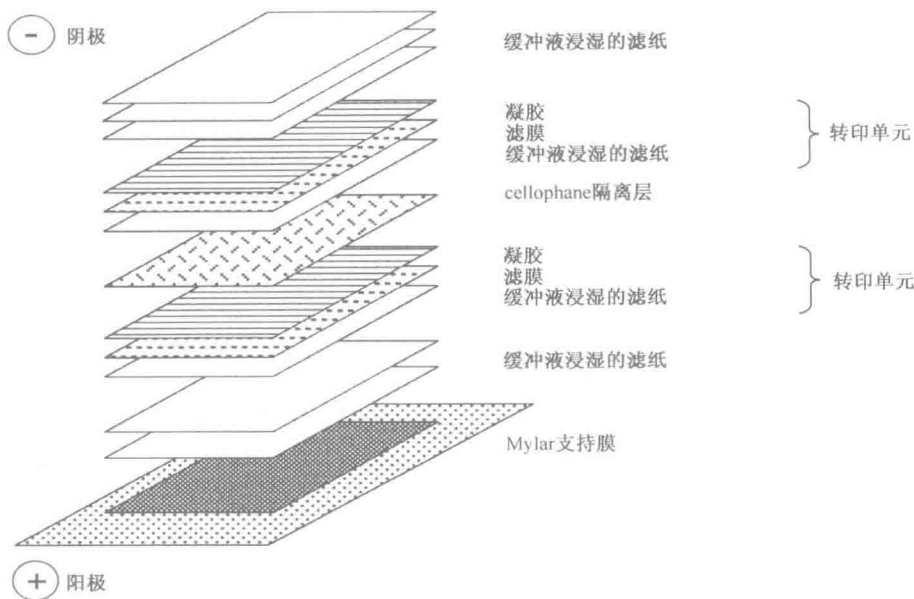 - 阴极
缓冲液浸湿的滤纸
凝胶
滤膜
缓冲液浸湿的滤纸
转印单元
cellophane隔离层
凝胶
滤膜
缓冲液浸湿的滤纸
转印单元
缓冲液浸湿的滤纸
Mylar支持膜
+ 阳极